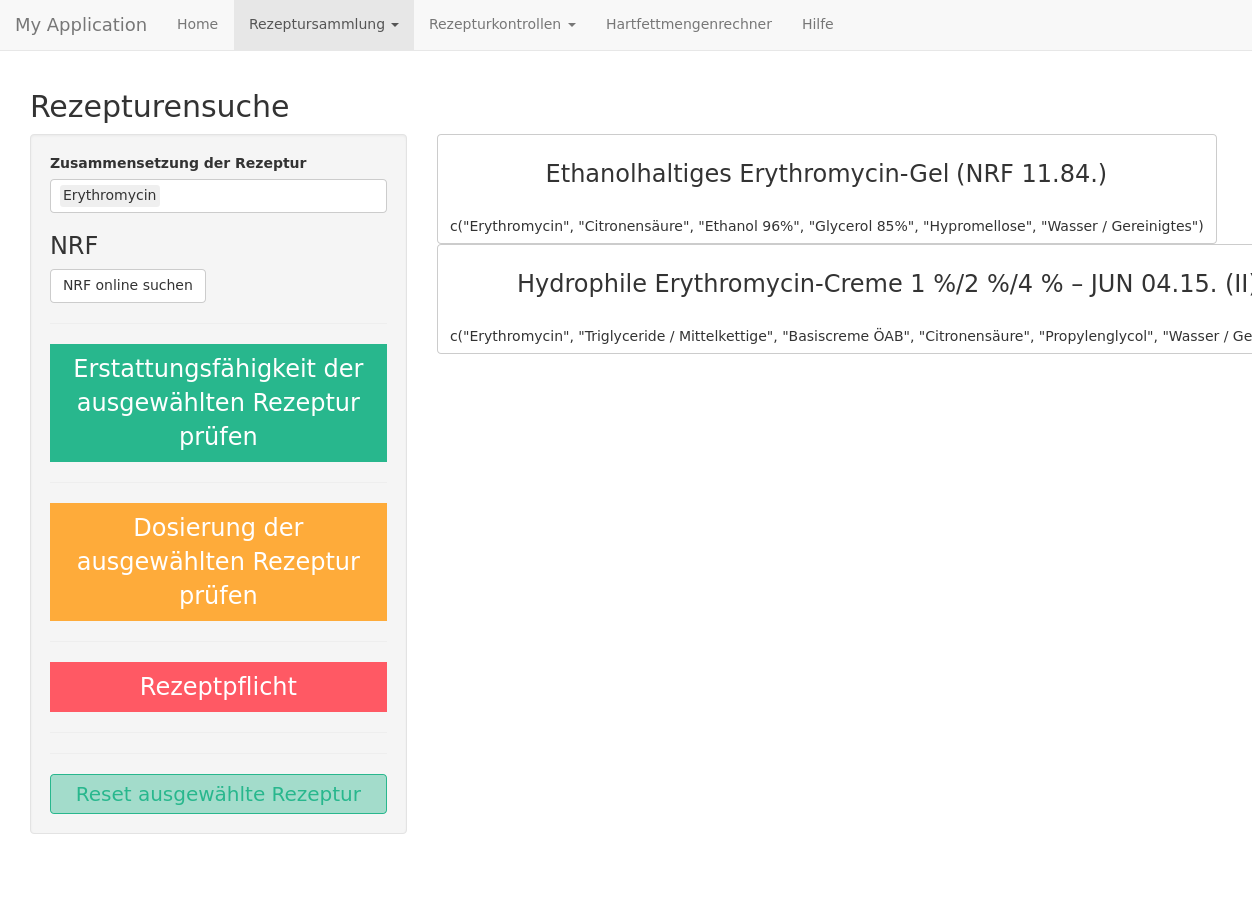 My Application Home Rezeptursammlung Rezepturkontrollen Hartfettmengenrechner Hilfe
Rezepturensuche
Zusammensetzung der Rezeptur
Erythromycin
NRF
NRF online suchen
Erstattungsfähigkeit der
ausgewählten Rezeptur
prüfen
Dosierung der
ausgewählten Rezeptur
prüfen
Rezeptpflicht
Reset ausgewählte Rezeptur
Ethanolhaltiges Erythromycin-Gel (NRF 11.84.)
c("Erythromycin", "Citronensäure", "Ethanol 96%", "Glycerol 85%", "Hypromellose", "Wasser / Gereinigtes")
Hydrophile Erythromycin-Creme 1 %/2 %/4 % – JUN 04.15. (II)
c("Erythromycin", "Triglyceride / Mittelkettige", "Basiscreme ÖAB", "Citronensäure", "Propylenglycol", "Wasser / Ge